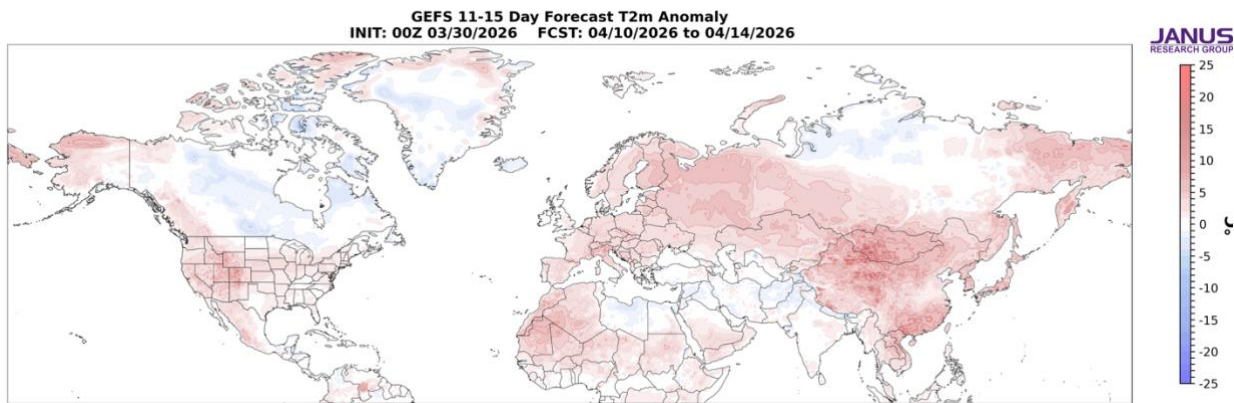 GEFS 11-15 Day Forecast T2m Anomaly
INIT: 00Z 03/30/2026 FCST: 04/10/2026 to 04/14/2026
JANUS
RESEARCH GROUP
25
20
15
10
5
0
-5
-10
-15
-20
-25
°C